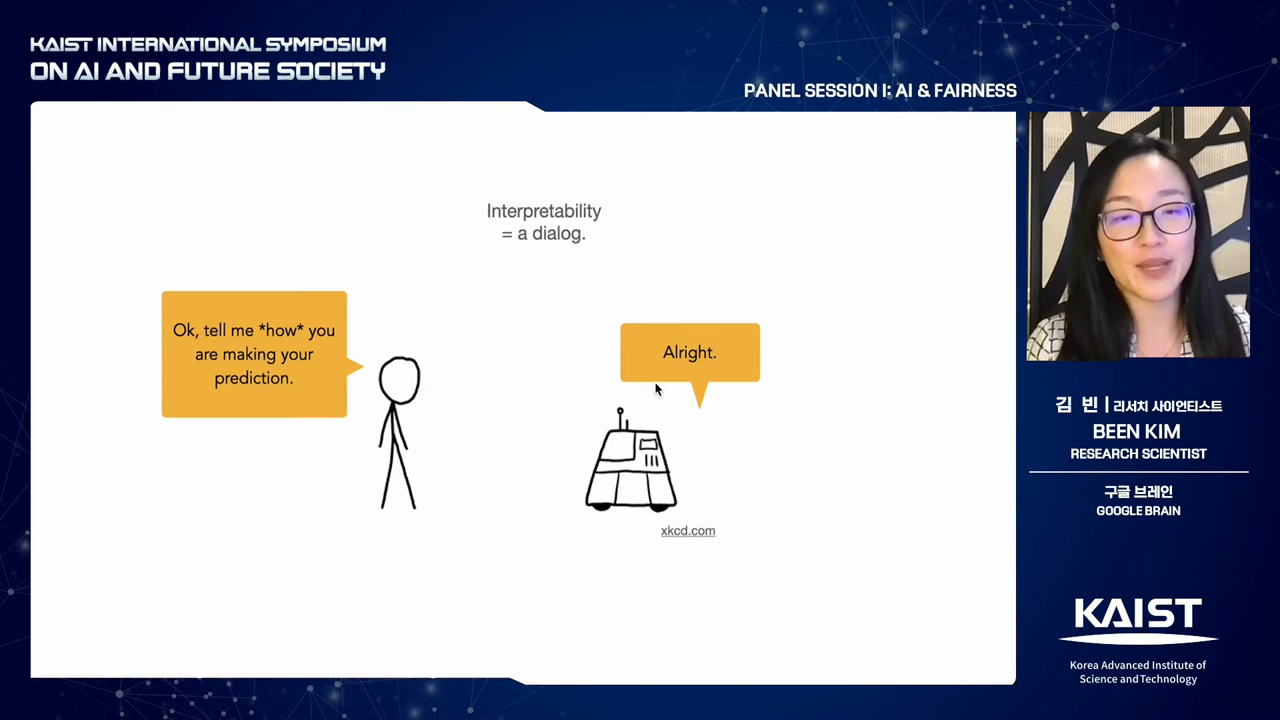 KAIST INTERNATIONAL SYMPOSIUM
ON AI AND FUTURE SOCIETY
PANEL SESSION I: AI & FAIRNESS
Interpretability
= a dialog.
Ok, tell me *how* you
are making your
prediction.
Alright.
xkcd.com
김 빈 | 리서치 사이언티스트
BEEN KIM
RESEARCH SCIENTIST
구글 브레인
GOOGLE BRAIN
KAIST
Korea Advanced Institute of
Science and Technology